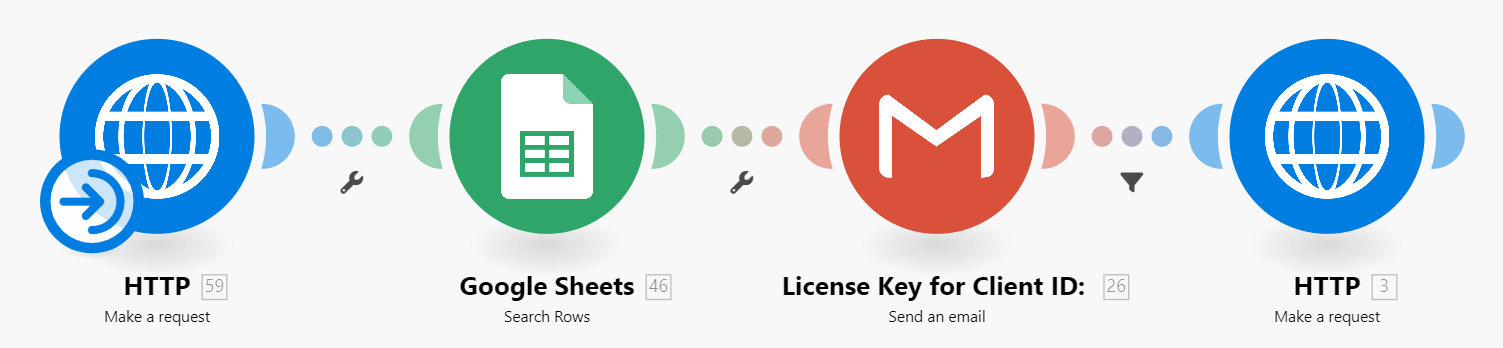 HTTP 59
Make a request
Google Sheets 46
Search Rows
License Key for Client ID: 26
Send an email
HTTP 3
Make a request